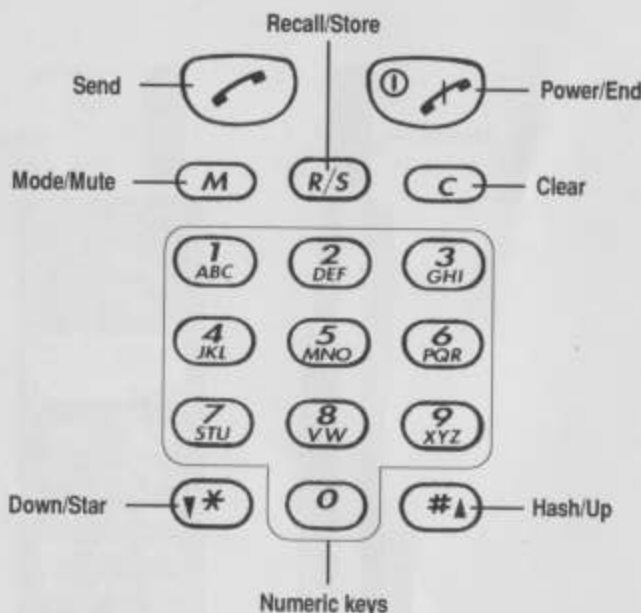 Recall/Store
Send
Power/End
Mode/Mute
M
R/S
C
Clear
1
ABC
2
DEF
3
GHI
4
JKL
5
MNO
6
PQR
7
STU
8
VW
9
XYZ
Down/Star
*
0
#
Hash/Up
Numeric keys